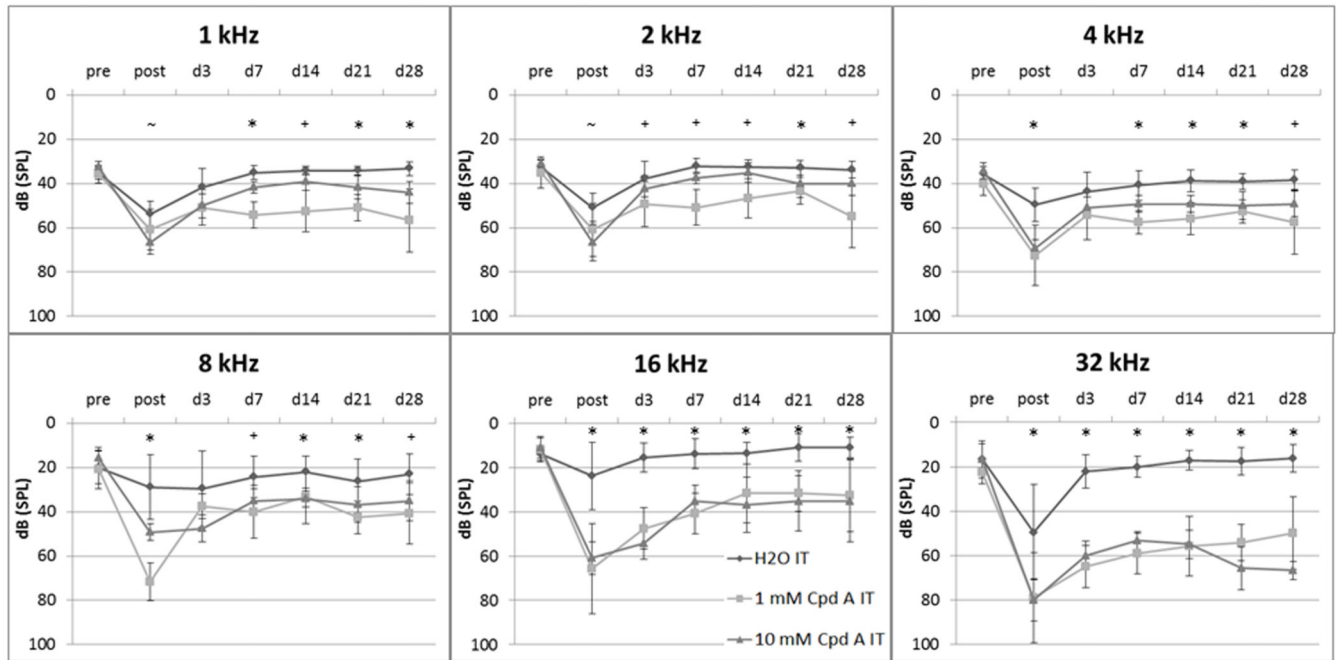 1 kHz
pre post d3 d7 d14 d21 d28
0
20
40
60
80
100
dB (SPL)
~ * + * *
2 kHz
pre post d3 d7 d14 d21 d28
0
20
40
60
80
100
dB (SPL)
~ + + + * +
4 kHz
pre post d3 d7 d14 d21 d28
0
20
40
60
80
100
dB (SPL)
* * * * +
8 kHz
pre post d3 d7 d14 d21 d28
0
20
40
60
80
100
dB (SPL)
* + * * +
16 kHz
pre post d3 d7 d14 d21 d28
0
20
40
60
80
100
dB (SPL)
* * * * * *
H2O IT
1 mM Cpd A IT
10 mM Cpd A IT
32 kHz
pre post d3 d7 d14 d21 d28
0
20
40
60
80
100
dB (SPL)
* * * * * *